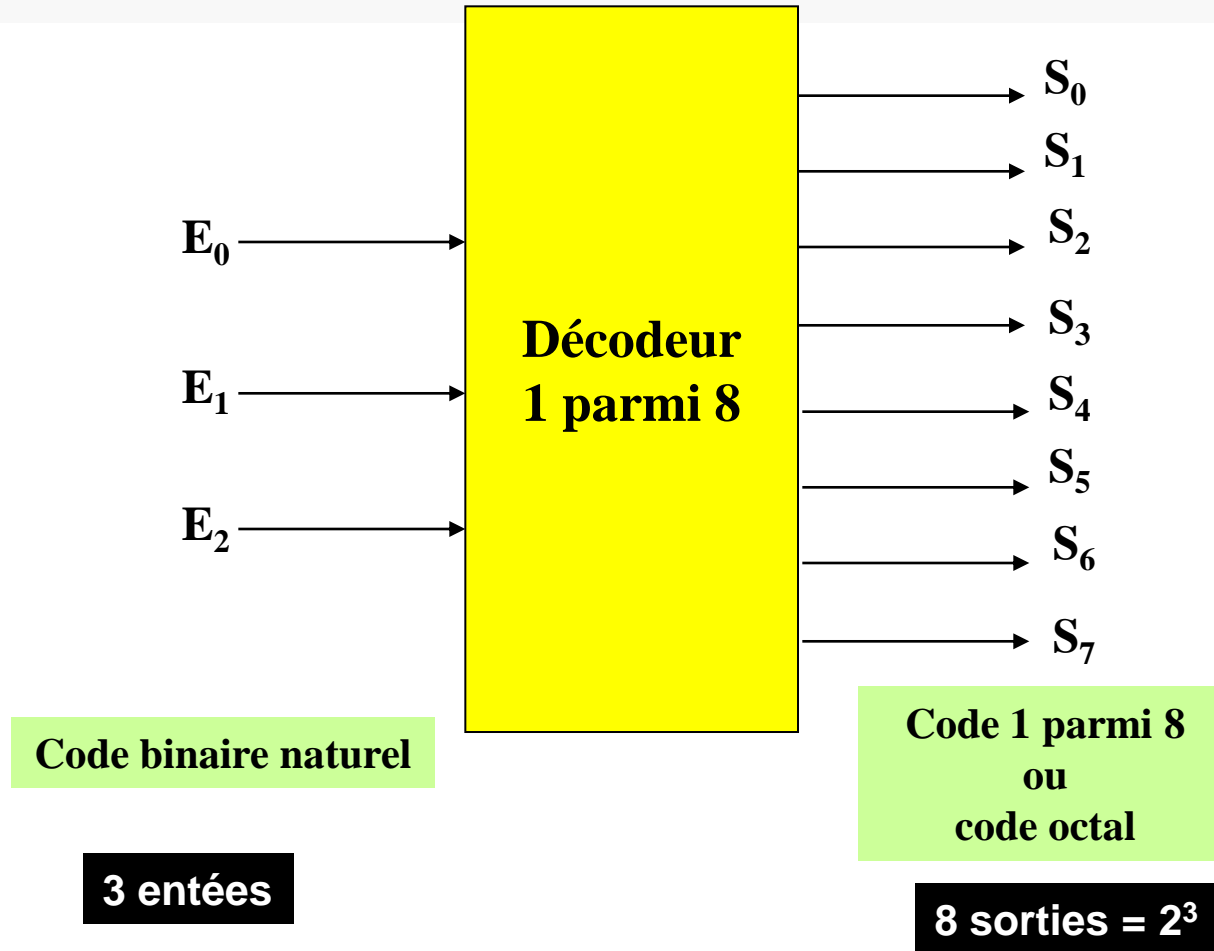 E₀
E₁
E₂
Décodeur
1 parmi 8
S₀
S₁
S₂
S₃
S₄
S₅
S₆
S₇
Code binaire naturel
Code 1 parmi 8
ou
code octal
3 entées
8 sorties = 2³